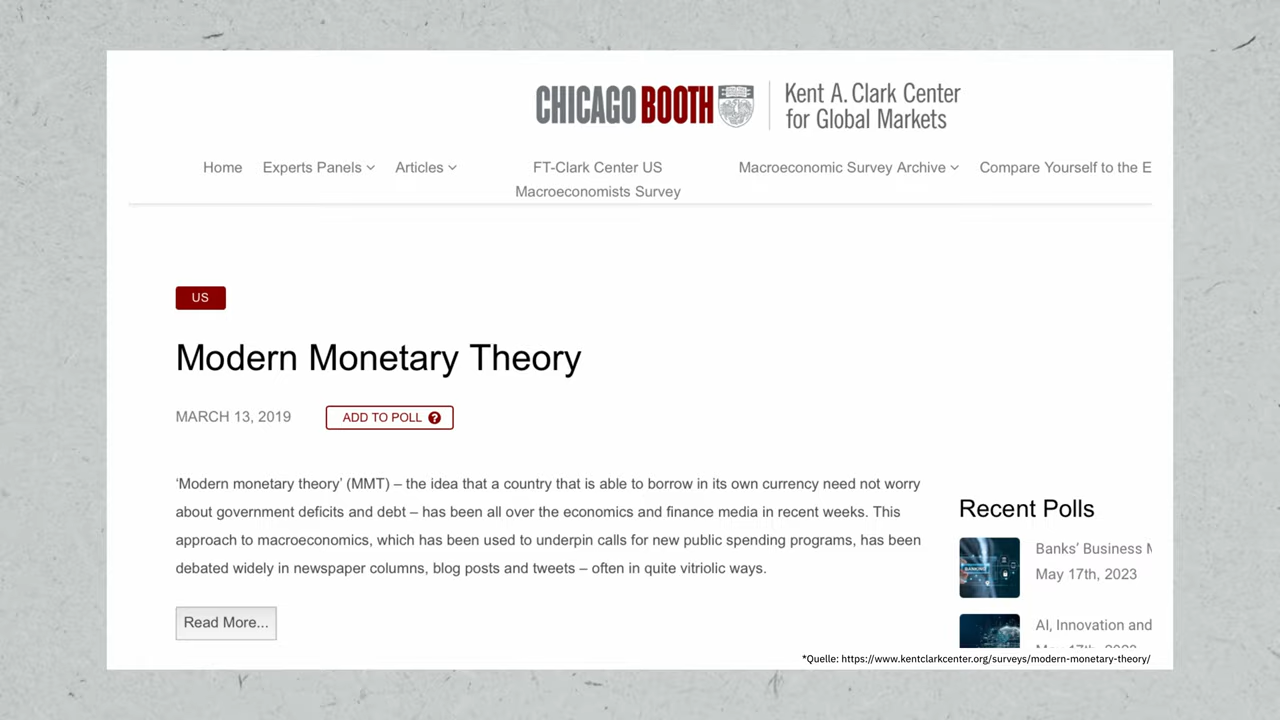 CHICAGO BOOTH
Kent A. Clark Center
for Global Markets
Home Experts Panels Articles FT-Clark Center US Macroeconomic Survey Archive Compare Yourself to the E
Macroeconomists Survey
US
Modern Monetary Theory
MARCH 13, 2019 ADD TO POLL ?
‘Modern monetary theory’ (MMT) – the idea that a country that is able to borrow in its own currency need not worry
about government deficits and debt – has been all over the economics and finance media in recent weeks. This
approach to macroeconomics, which has been used to underpin calls for new public spending programs, has been
debated widely in newspaper columns, blog posts and tweets – often in quite vitriolic ways.
Read More...
Recent Polls
Banks’ Business
May 17th, 2023
AI, Innovation and
*Quelle: https://www.kentclarkcenter.org/surveys/modern-monetary-theory/